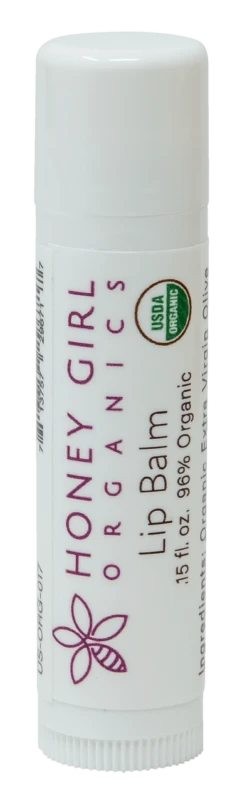 HONEY GIRL
ORGANICS
USDA
ORGANIC
Lip Balm
.15 fl. oz. 96% Organic
Ingredients: Organic Extra Virgin Olive
US-ORG-017